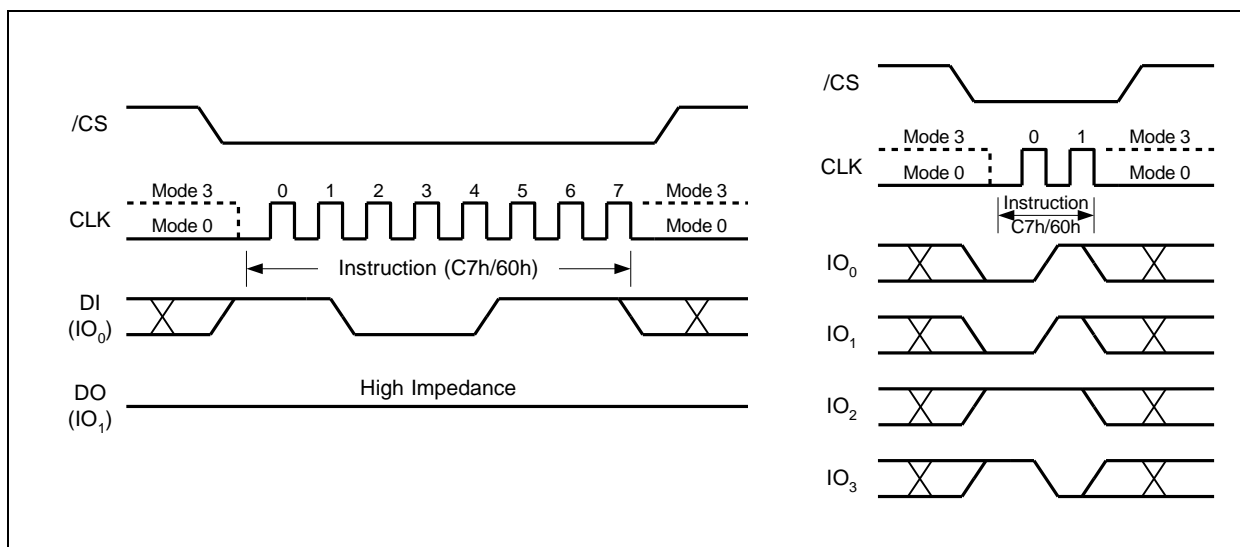 /CS
Mode 3 0 1 2 3 4 5 6 7 Mode 3
CLK Mode 0 Mode 0
Instruction (C7h/60h)
DI
(IO0)
High Impedance
DO
(IO1)
/CS
Mode 3 0 1 Mode 3
CLK Mode 0 Mode 0
Instruction
C7h/60h
IO0
IO1
IO2
IO3